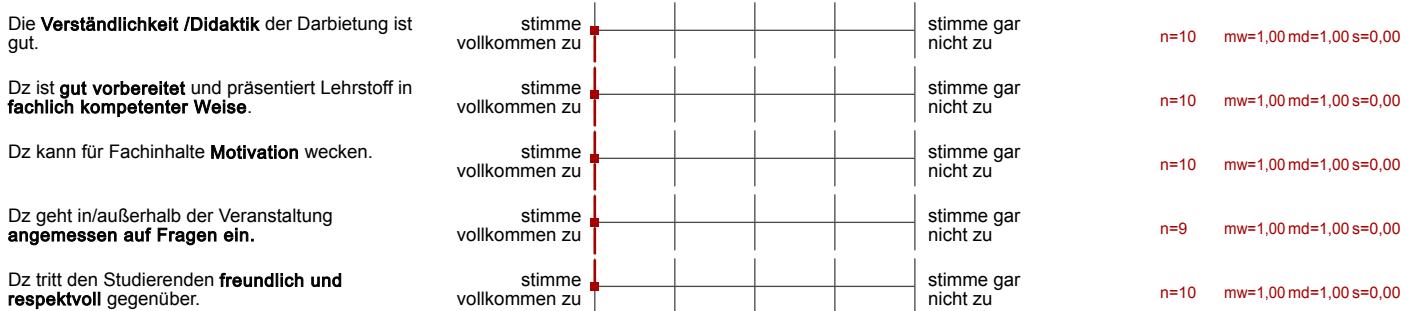 Die Verständlichkeit /Didaktik der Darbietung ist gut.
stimme vollkommen zu
stimme gar nicht zu
n=10 mw=1,00 md=1,00 s=0,00
Dz ist gut vorbereitet und präsentiert Lehrstoff in fachlich kompetenter Weise.
stimme vollkommen zu
stimme gar nicht zu
n=10 mw=1,00 md=1,00 s=0,00
Dz kann für Fachinhalte Motivation wecken.
stimme vollkommen zu
stimme gar nicht zu
n=10 mw=1,00 md=1,00 s=0,00
Dz geht in/außerhalb der Veranstaltung angemessen auf Fragen ein.
stimme vollkommen zu
stimme gar nicht zu
n=9 mw=1,00 md=1,00 s=0,00
Dz tritt den Studierenden freundlich und respektvoll gegenüber.
stimme vollkommen zu
stimme gar nicht zu
n=10 mw=1,00 md=1,00 s=0,00